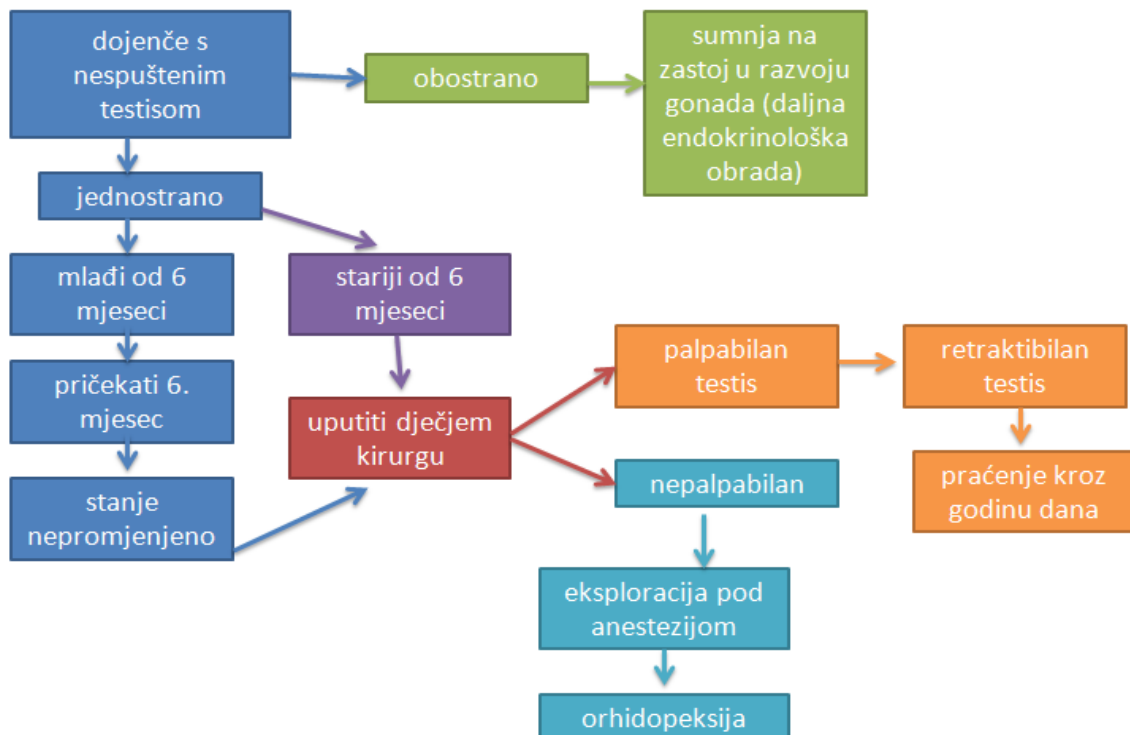 dojenče s
nespuštenim
testisom
obostrano
sumnja na
zastoj u razvoju
gonada (daljna
endokrinološka
obrada)
jednostrano
mlađi od 6
mjeseci
stariji od 6
mjeseci
pričekati 6.
mjesec
stanje
nepromjenjeno
uputiti dječjem
kirurgu
palpabilan
testis
retraktibilan
testis
praćenje kroz
godinu dana
nepalpabilan
eksploracija pod
anestezijom
orhidopeksija